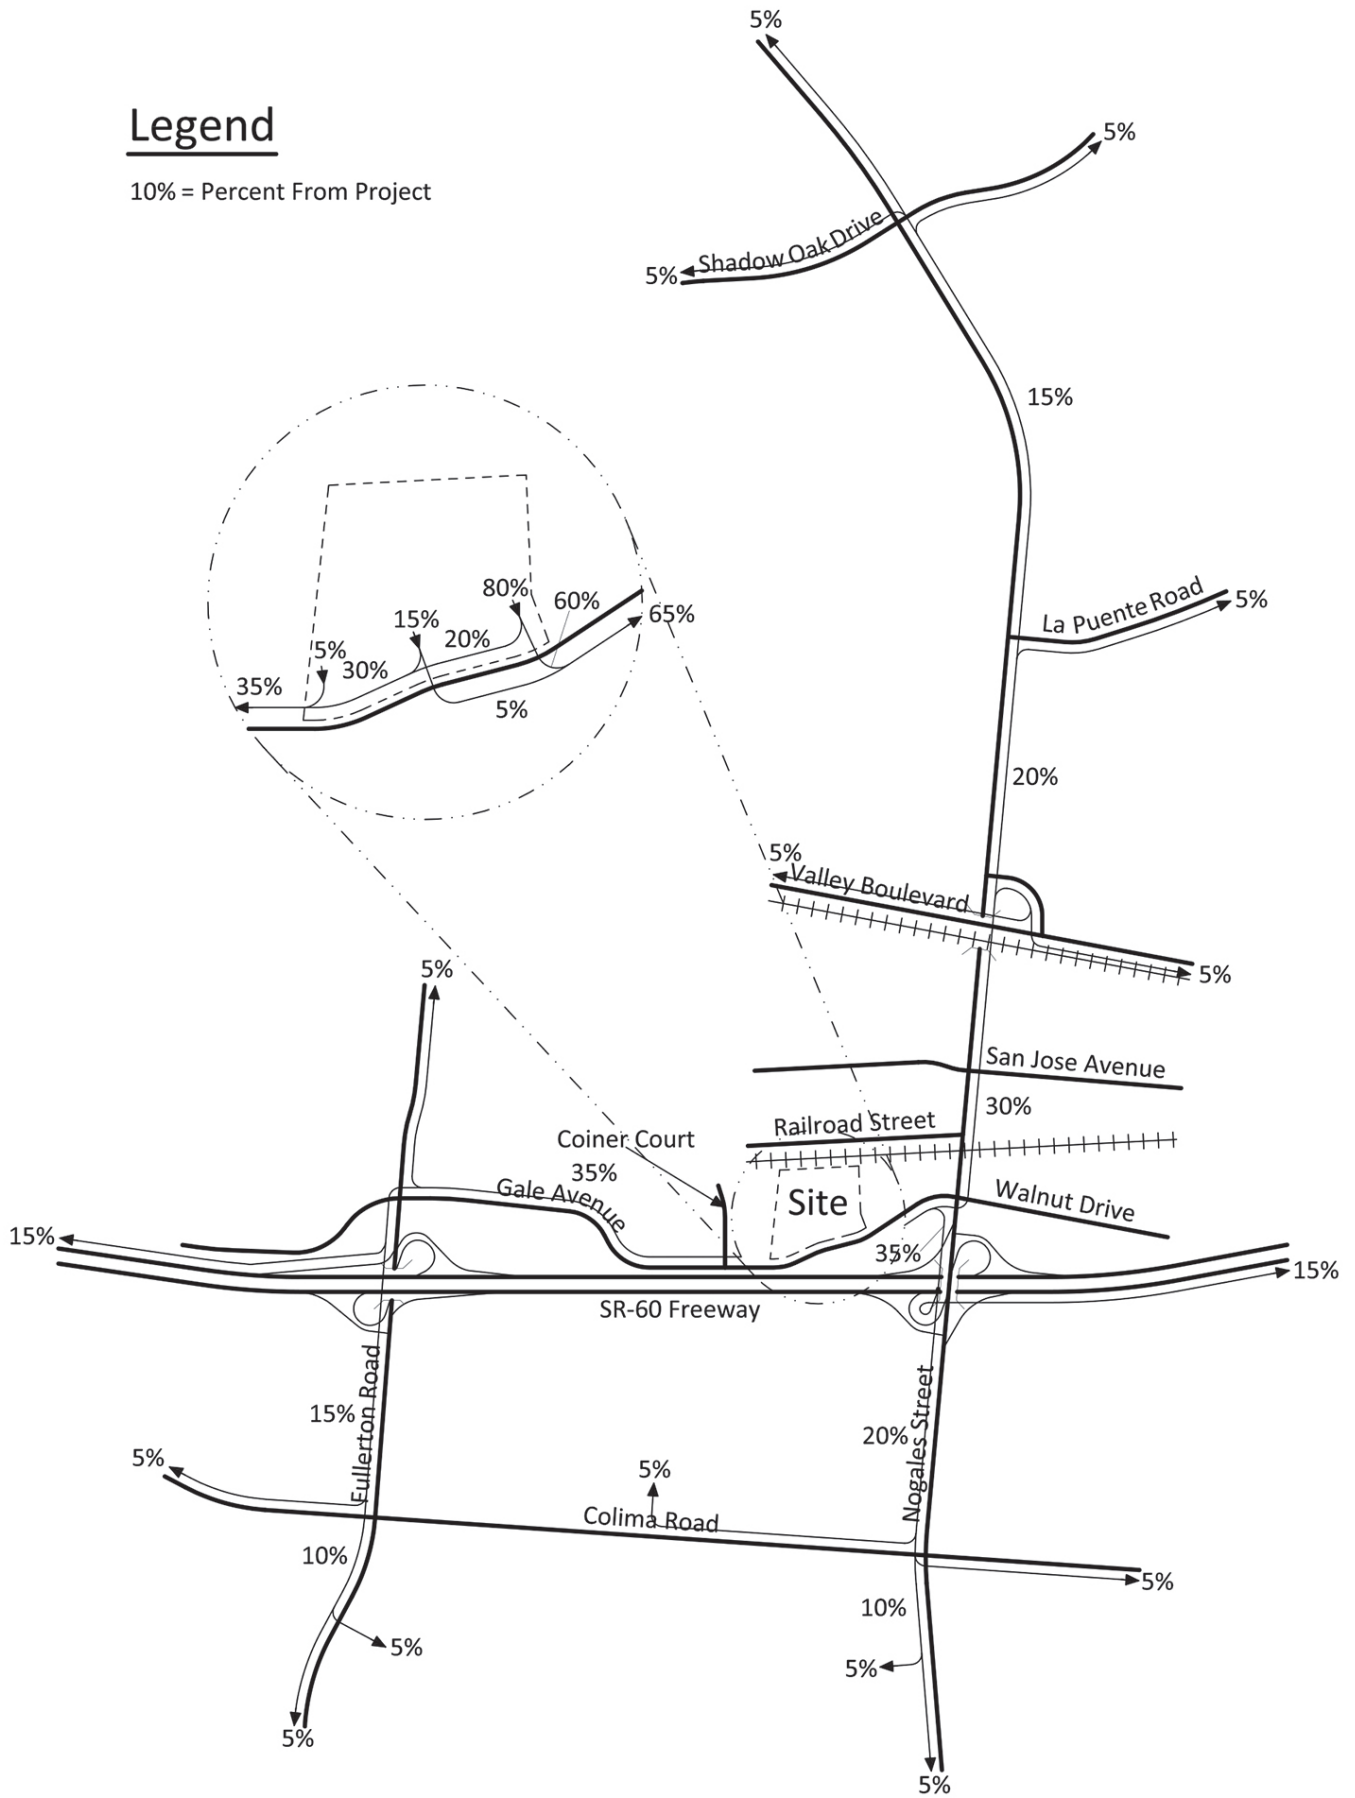 5%
Legend
5%
10% = Percent From Project
Shadow Oak Drive
5%
15%
80%
60%
La Puente Road
5%
15%
20%
65%
5%
30%
35%
5%
20%
5%
Valley Boulevard
5%
5%
San Jose Avenue
30%
Railroad Street
Coiner Court
35%
Gale Avenue
Site
Walnut Drive
15%
35%
15%
SR-60 Freeway
Fullerton Road
15%
Nogales Street
20%
5%
5%
Colima Road
10%
5%
10%
5%
5%
5%
5%